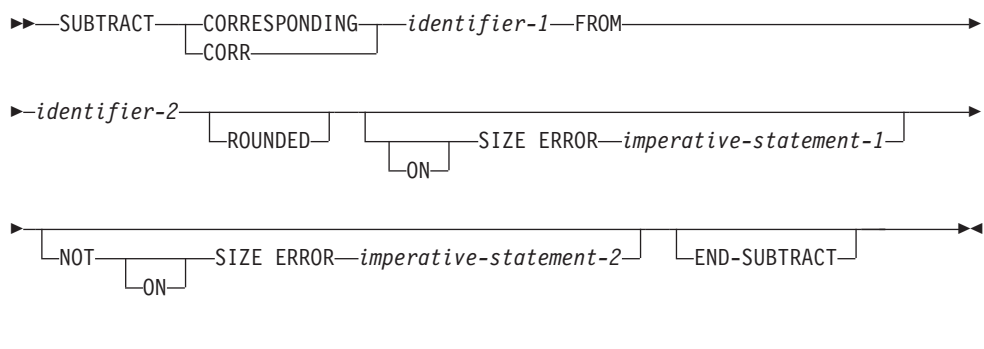 SUBTRACT CORRESPONDING identifier-1 FROM
CORR
identifier-2
ROUNDED SIZE ERROR imperative-statement-1
ON
NOT SIZE ERROR imperative-statement-2 END-SUBTRACT
ON